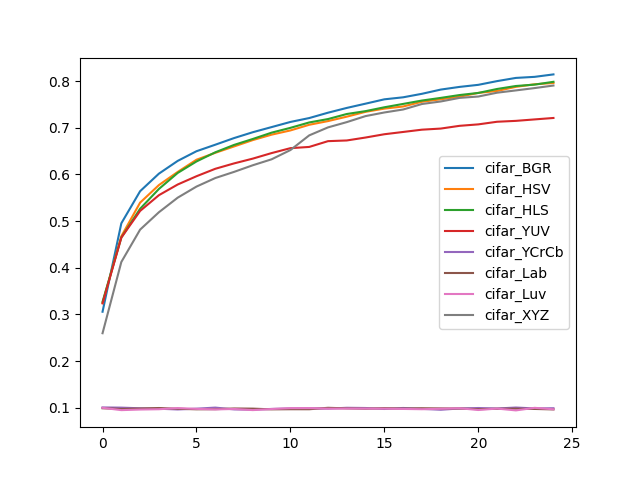 0.8
0.7
0.6
0.5
0.4
0.3
0.2
0.1
0 5 10 15 20 25
cifar_BGR
cifar_HSV
cifar_HLS
cifar_YUV
cifar_YCrCb
cifar_Lab
cifar_Luv
cifar_XYZ